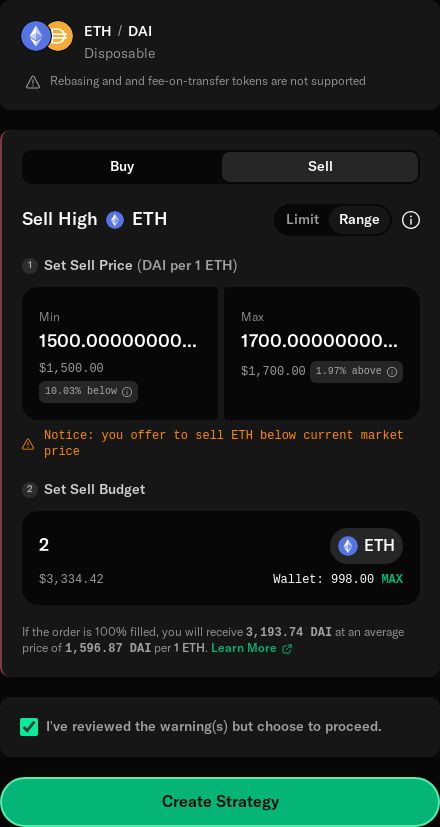 ETH / DAI
Disposable
Rebasing and and fee-on-transfer tokens are not supported
Buy
Sell
Sell High ETH
Limit
Range
1 Set Sell Price (DAI per 1 ETH)
Min
1500.00000000...
$1,500.00
10.03% below
Max
1700.00000000...
$1,700.00 1.97% above
Notice: you offer to sell ETH below current market
price
2 Set Sell Budget
2
ETH
$3,334.42
Wallet: 998.00 MAX
If the order is 100% filled, you will receive 3,193.74 DAI at an average
price of 1,596.87 DAI per 1 ETH. Learn More
I've reviewed the warning(s) but choose to proceed.
Create Strategy